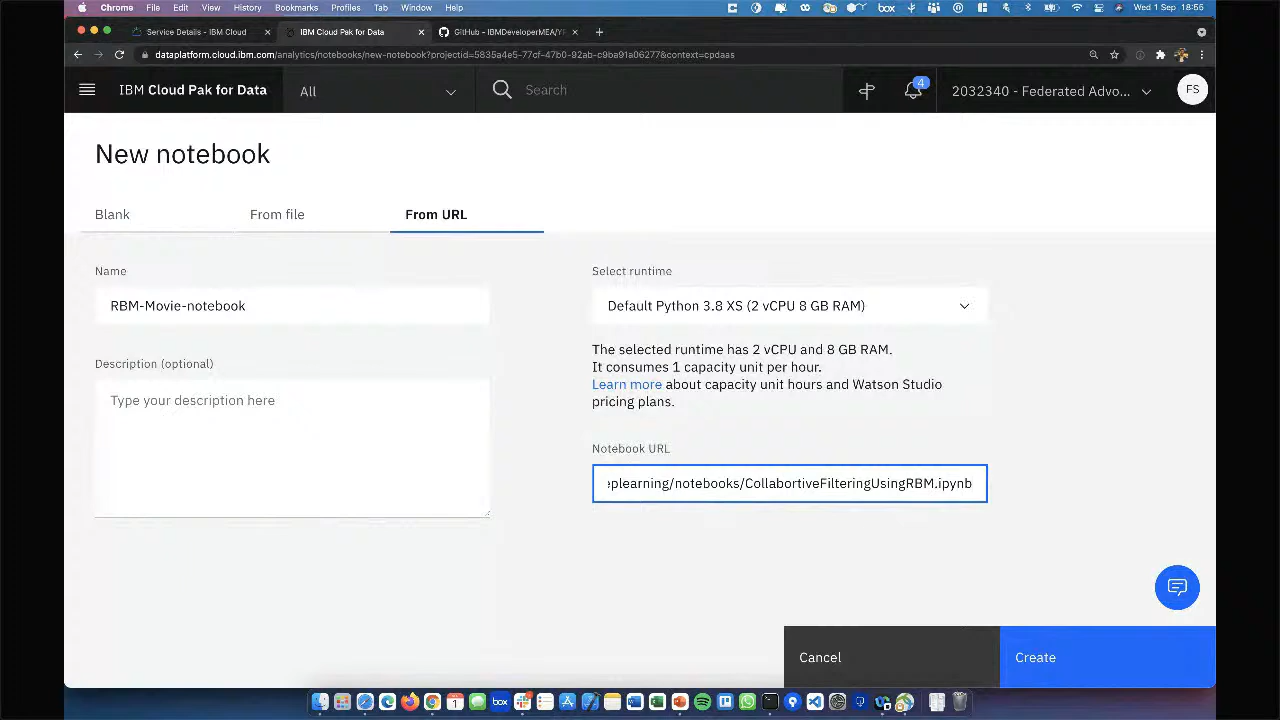 Chrome File Edit View History Bookmarks Profiles Tab Window Help Wed 1 Sep 18:55
Service Details - IBM Cloud
IBM Cloud Pak for Data
GitHub - IBMDeveloperMEA/YF
dataplatform.cloud.ibm.com/analytics/notebooks/new-notebook?projectid=5835a4e5-77cf-47b0-92ab-c9ba91a06277&context=cpdaas
IBM Cloud Pak for Data
All
Search
4
2032340 - Federated Advo...
FS
New notebook
Blank
From file
From URL
Name
RBM-Movie-notebook
Description (optional)
Type your description here
Select runtime
Default Python 3.8 XS (2 vCPU 8 GB RAM)
The selected runtime has 2 vCPU and 8 GB RAM.
It consumes 1 capacity unit per hour.
Learn more about capacity unit hours and Watson Studio
pricing plans.
Notebook URL
eplearning/notebooks/CollabortiveFilteringUsingRBM.ipynb
Cancel
Create